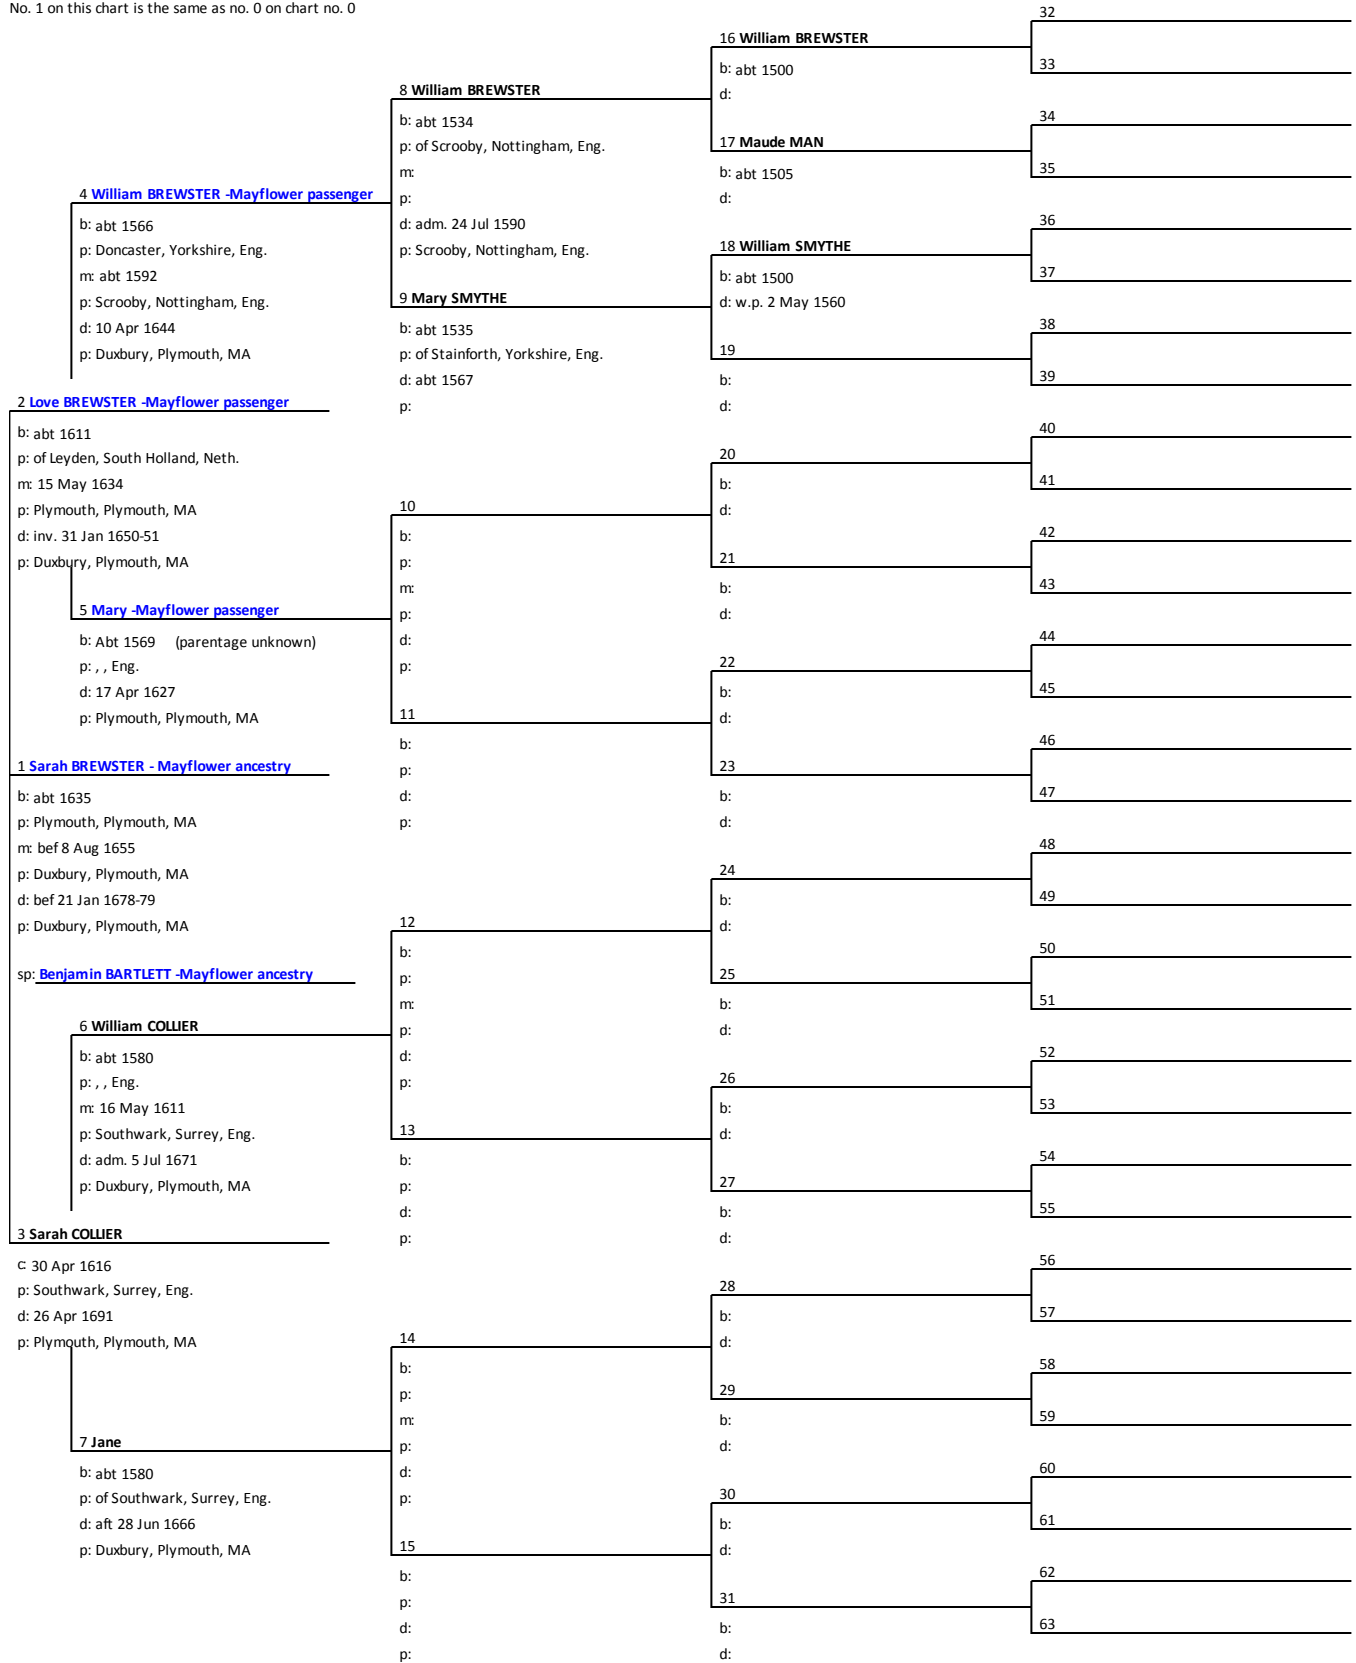 No. 1 on this chart is the same as no. 0 on chart no. 0
4 William BREWSTER -Mayflower passenger
b: abt 1566
p: Doncaster, Yorkshire, Eng.
m: abt 1592
p: Scrooby, Nottingham, Eng.
d: 10 Apr 1644
p: Duxbury, Plymouth, MA
2 Love BREWSTER -Mayflower passenger
b: abt 1611
p: of Leyden, South Holland, Neth.
m: 15 May 1634
p: Plymouth, Plymouth, MA
d: inv. 31 Jan 1650-51
p: Duxbury, Plymouth, MA
5 Mary -Mayflower passenger
b: Abt 1569 (parentage unknown)
p: , , Eng.
d: 17 Apr 1627
p: Plymouth, Plymouth, MA
1 Sarah BREWSTER - Mayflower ancestry
b: abt 1635
p: Plymouth, Plymouth, MA
m: bef 8 Aug 1655
p: Duxbury, Plymouth, MA
d: bef 21 Jan 1678-79
p: Duxbury, Plymouth, MA
sp: Benjamin BARTLETT -Mayflower ancestry
6 William COLLIER
b: abt 1580
p: , , Eng.
m: 16 May 1611
p: Southwark, Surrey, Eng.
d: adm. 5 Jul 1671
p: Duxbury, Plymouth, MA
3 Sarah COLLIER
c: 30 Apr 1616
p: Southwark, Surrey, Eng.
d: 26 Apr 1691
p: Plymouth, Plymouth, MA
7 Jane
b: abt 1580
p: of Southwark, Surrey, Eng.
d: aft 28 Jun 1666
p: Duxbury, Plymouth, MA
8 William BREWSTER
b: abt 1534
p: of Scrooby, Nottingham, Eng.
m:
p:
d: adm. 24 Jul 1590
p: Scrooby, Nottingham, Eng.
9 Mary SMYTHE
b: abt 1535
p: of Stainforth, Yorkshire, Eng.
d: abt 1567
p:
10
b:
p:
m:
p:
d:
p:
11
b:
p:
d:
p:
12
b:
p:
m:
p:
d:
p:
13
b:
p:
d:
p:
14
b:
p:
m:
p:
d:
p:
15
b:
p:
d:
p:
16 William BREWSTER
b: abt 1500
d:
17 Maude MAN
b: abt 1505
d:
18 William SMYTHE
b: abt 1500
d: w.p. 2 May 1560
19
b:
d:
20
b:
d:
21
b:
d:
22
b:
d:
23
b:
d:
24
b:
d:
25
b:
d:
26
b:
d:
27
b:
d:
28
b:
d:
29
b:
d:
30
b:
d:
31
b:
d:
32
33
34
35
36
37
38
39
40
41
42
43
44
45
46
47
48
49
50
51
52
53
54
55
56
57
58
59
60
61
62
63